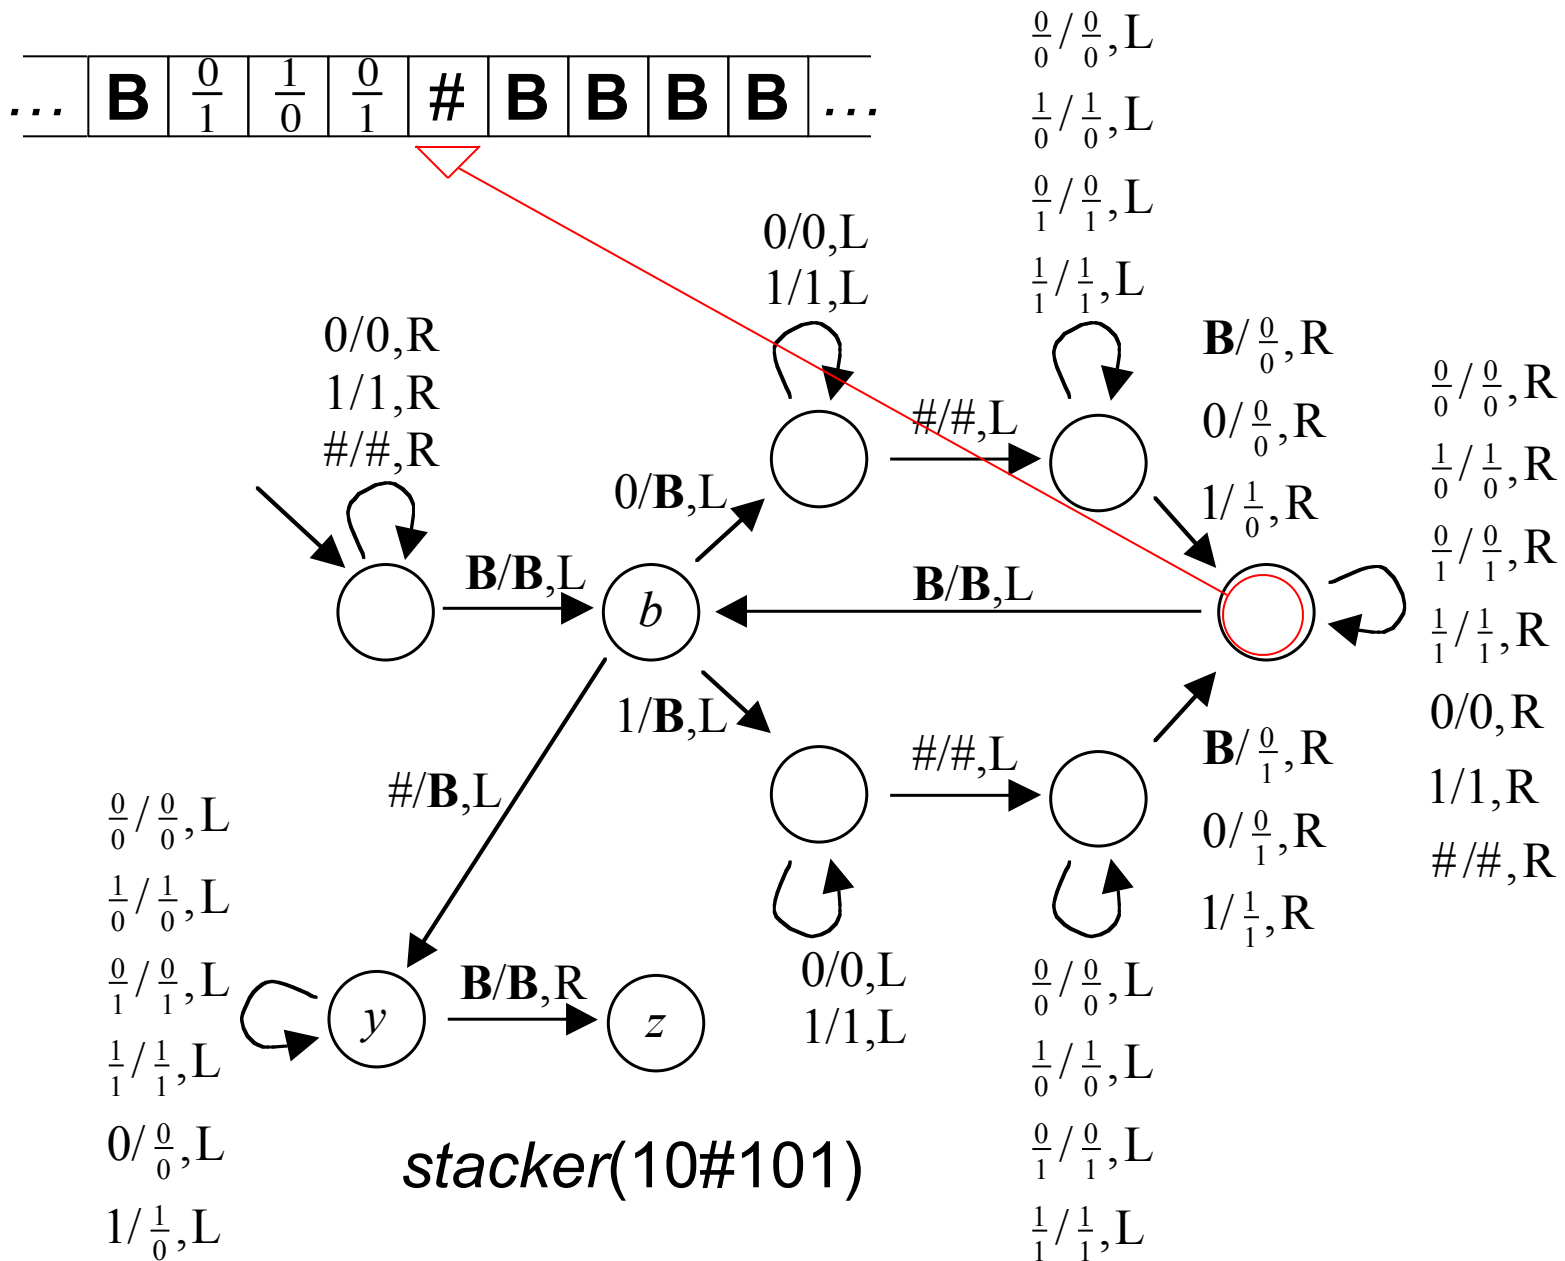 ... B 0/1 1/0 0/1 # B B B B ...
0/0 / 0/0, L
1/0 / 1/0, L
0/1 / 0/1, L
1/1 / 1/1, L
0/0,L
1/1,L
0/0,R
1/1,R
#/#,R
B/ 0/0, R
0/ 0/0, R
1/ 1/0, R
0/0 / 0/0, R
1/0 / 1/0, R
0/1 / 0/1, R
1/1 / 1/1, R
0/0, R
1/1, R
#/#, R
#/#,L
0/B,L
B/B,L
b
B/B,L
1/B,L
#/#,L
B/ 0/1, R
0/ 0/1, R
1/ 1/1, R
#/B,L
0/0 / 0/0, L
1/0 / 1/0, L
0/1 / 0/1, L
1/1 / 1/1, L
0/ 0/0, L
1/ 1/0, L
y
B/B,R
z
0/0,L
1/1,L
0/0 / 0/0, L
1/0 / 1/0, L
0/1 / 0/1, L
1/1 / 1/1, L
stacker(10#101)